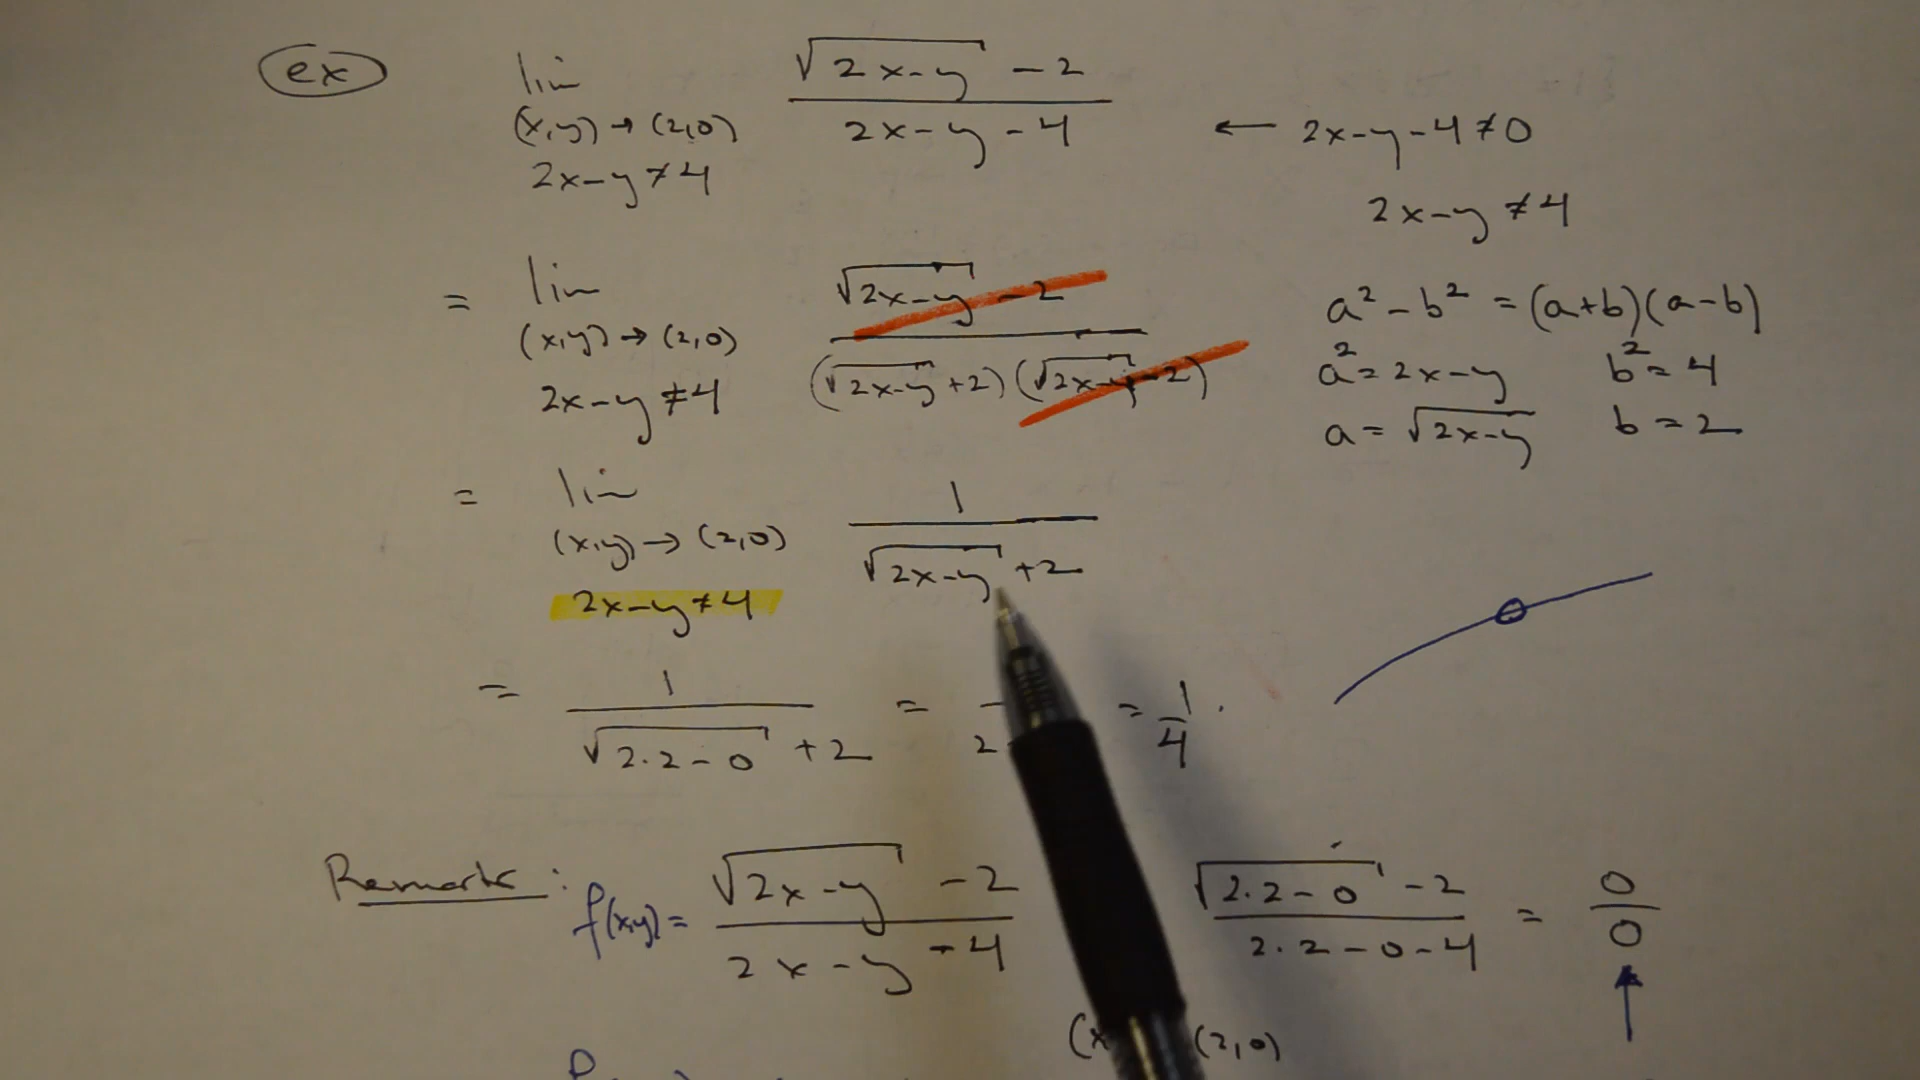 ex lim √(2x-y) - 2
(x,y) → (2,0) 2x-y-4 ← 2x-y-4≠0
2x-y≠4 2x-y≠4
= lim √(2x-y) - 2 a² - b² = (a+b)(a-b)
(x,y) → (2,0) (√(2x-y) +2)(√(2x-y) -2) a² = 2x-y b² = 4
2x-y≠4 a = √(2x-y) b = 2
= lim 1
(x,y) → (2,0) √(2x-y) +2
2x-y≠4
= 1 = = 1/4.
√(2·2-0) +2 2
Remark: f(x,y) = √(2x-y) -2 √(2·2-0) -2 = 0
2x-y-4 2·2-0-4 0
(x (2,0)